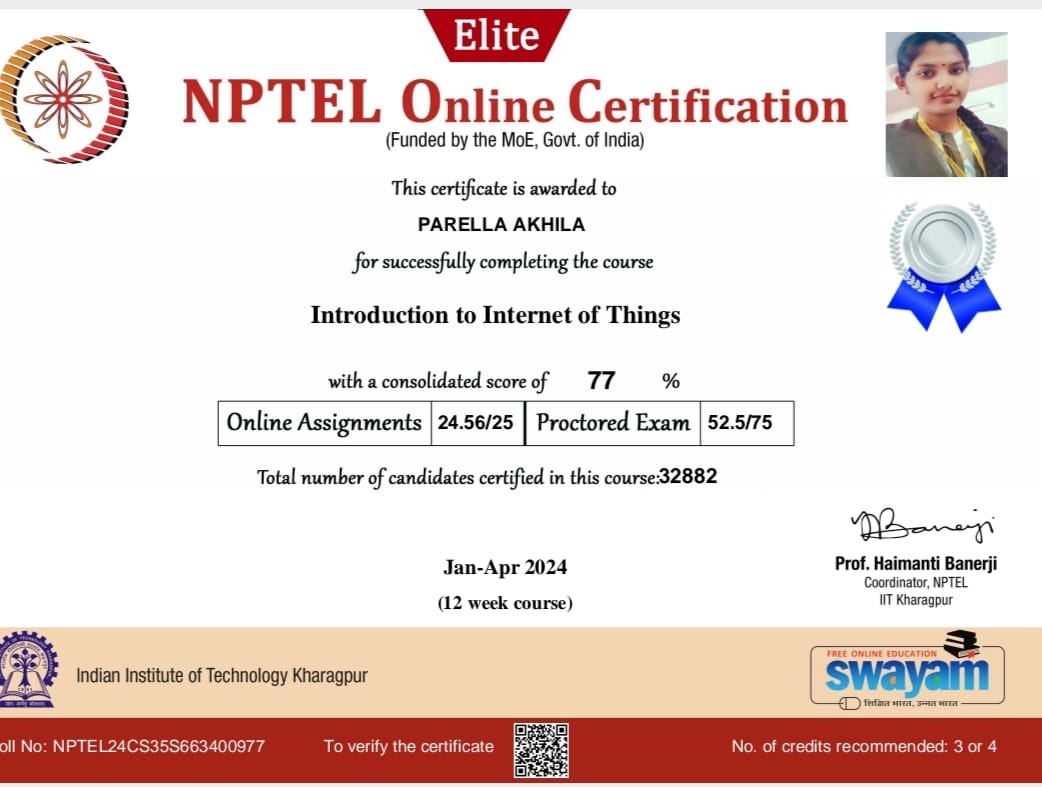 Elite
NPTEL Online Certification
(Funded by the MoE, Govt. of India)
This certificate is awarded to
PARELLA AKHILA
for successfully completing the course
Introduction to Internet of Things
with a consolidated score of 77 %
Online Assignments 24.56/25 Proctored Exam 52.5/75
Total number of candidates certified in this course:32882
Jan-Apr 2024
(12 week course)
Prof. Haimanti Banerji
Coordinator, NPTEL
IIT Kharagpur
Indian Institute of Technology Kharagpur
FREE ONLINE EDUCATION
swayam
शिक्षित भारत, उन्नत भारत
oll No: NPTEL24CS35S663400977 To verify the certificate No. of credits recommended: 3 or 4